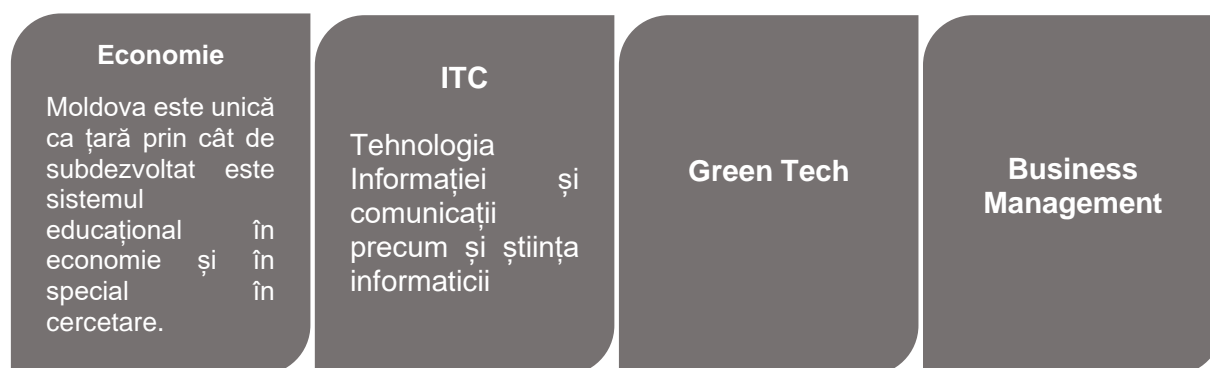 Economie
Moldova este unică
ca țară prin cât de
subdezvoltat este
sistemul
educațional în
economie și în
special în
cercetare.
ITC
Tehnologia
Informației și
comunicații
precum și știința
informaticii
Green Tech
Business
Management